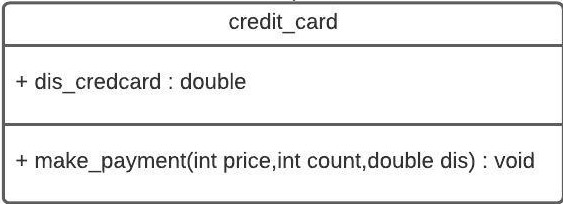 credit_card
+ dis_credcard : double
+ make_payment(int price,int count,double dis) : void